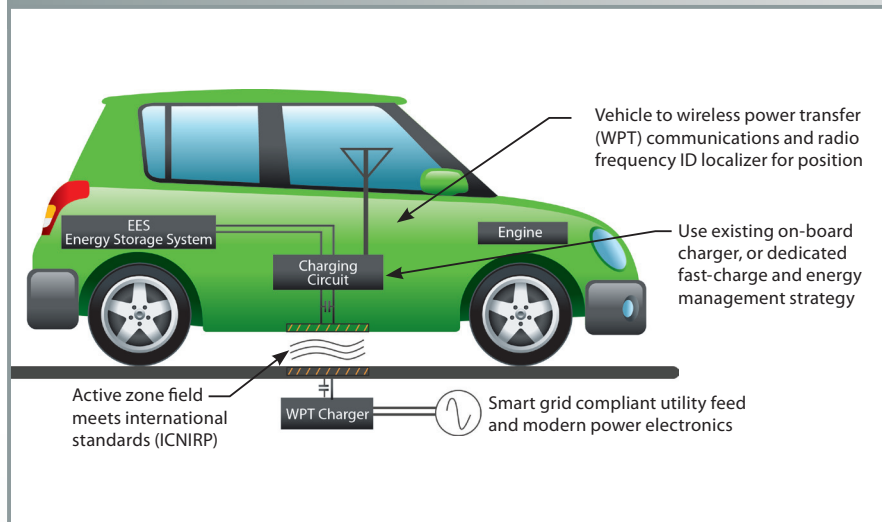 Vehicle to wireless power transfer
(WPT) communications and radio
frequency ID localizer for position
EES
Energy Storage System
Engine
Use existing on-board
charger, or dedicated
fast-charge and energy
management strategy
Charging
Circuit
Active zone field
meets international
standards (ICNIRP)
WPT Charger
Smart grid compliant utility feed
and modern power electronics